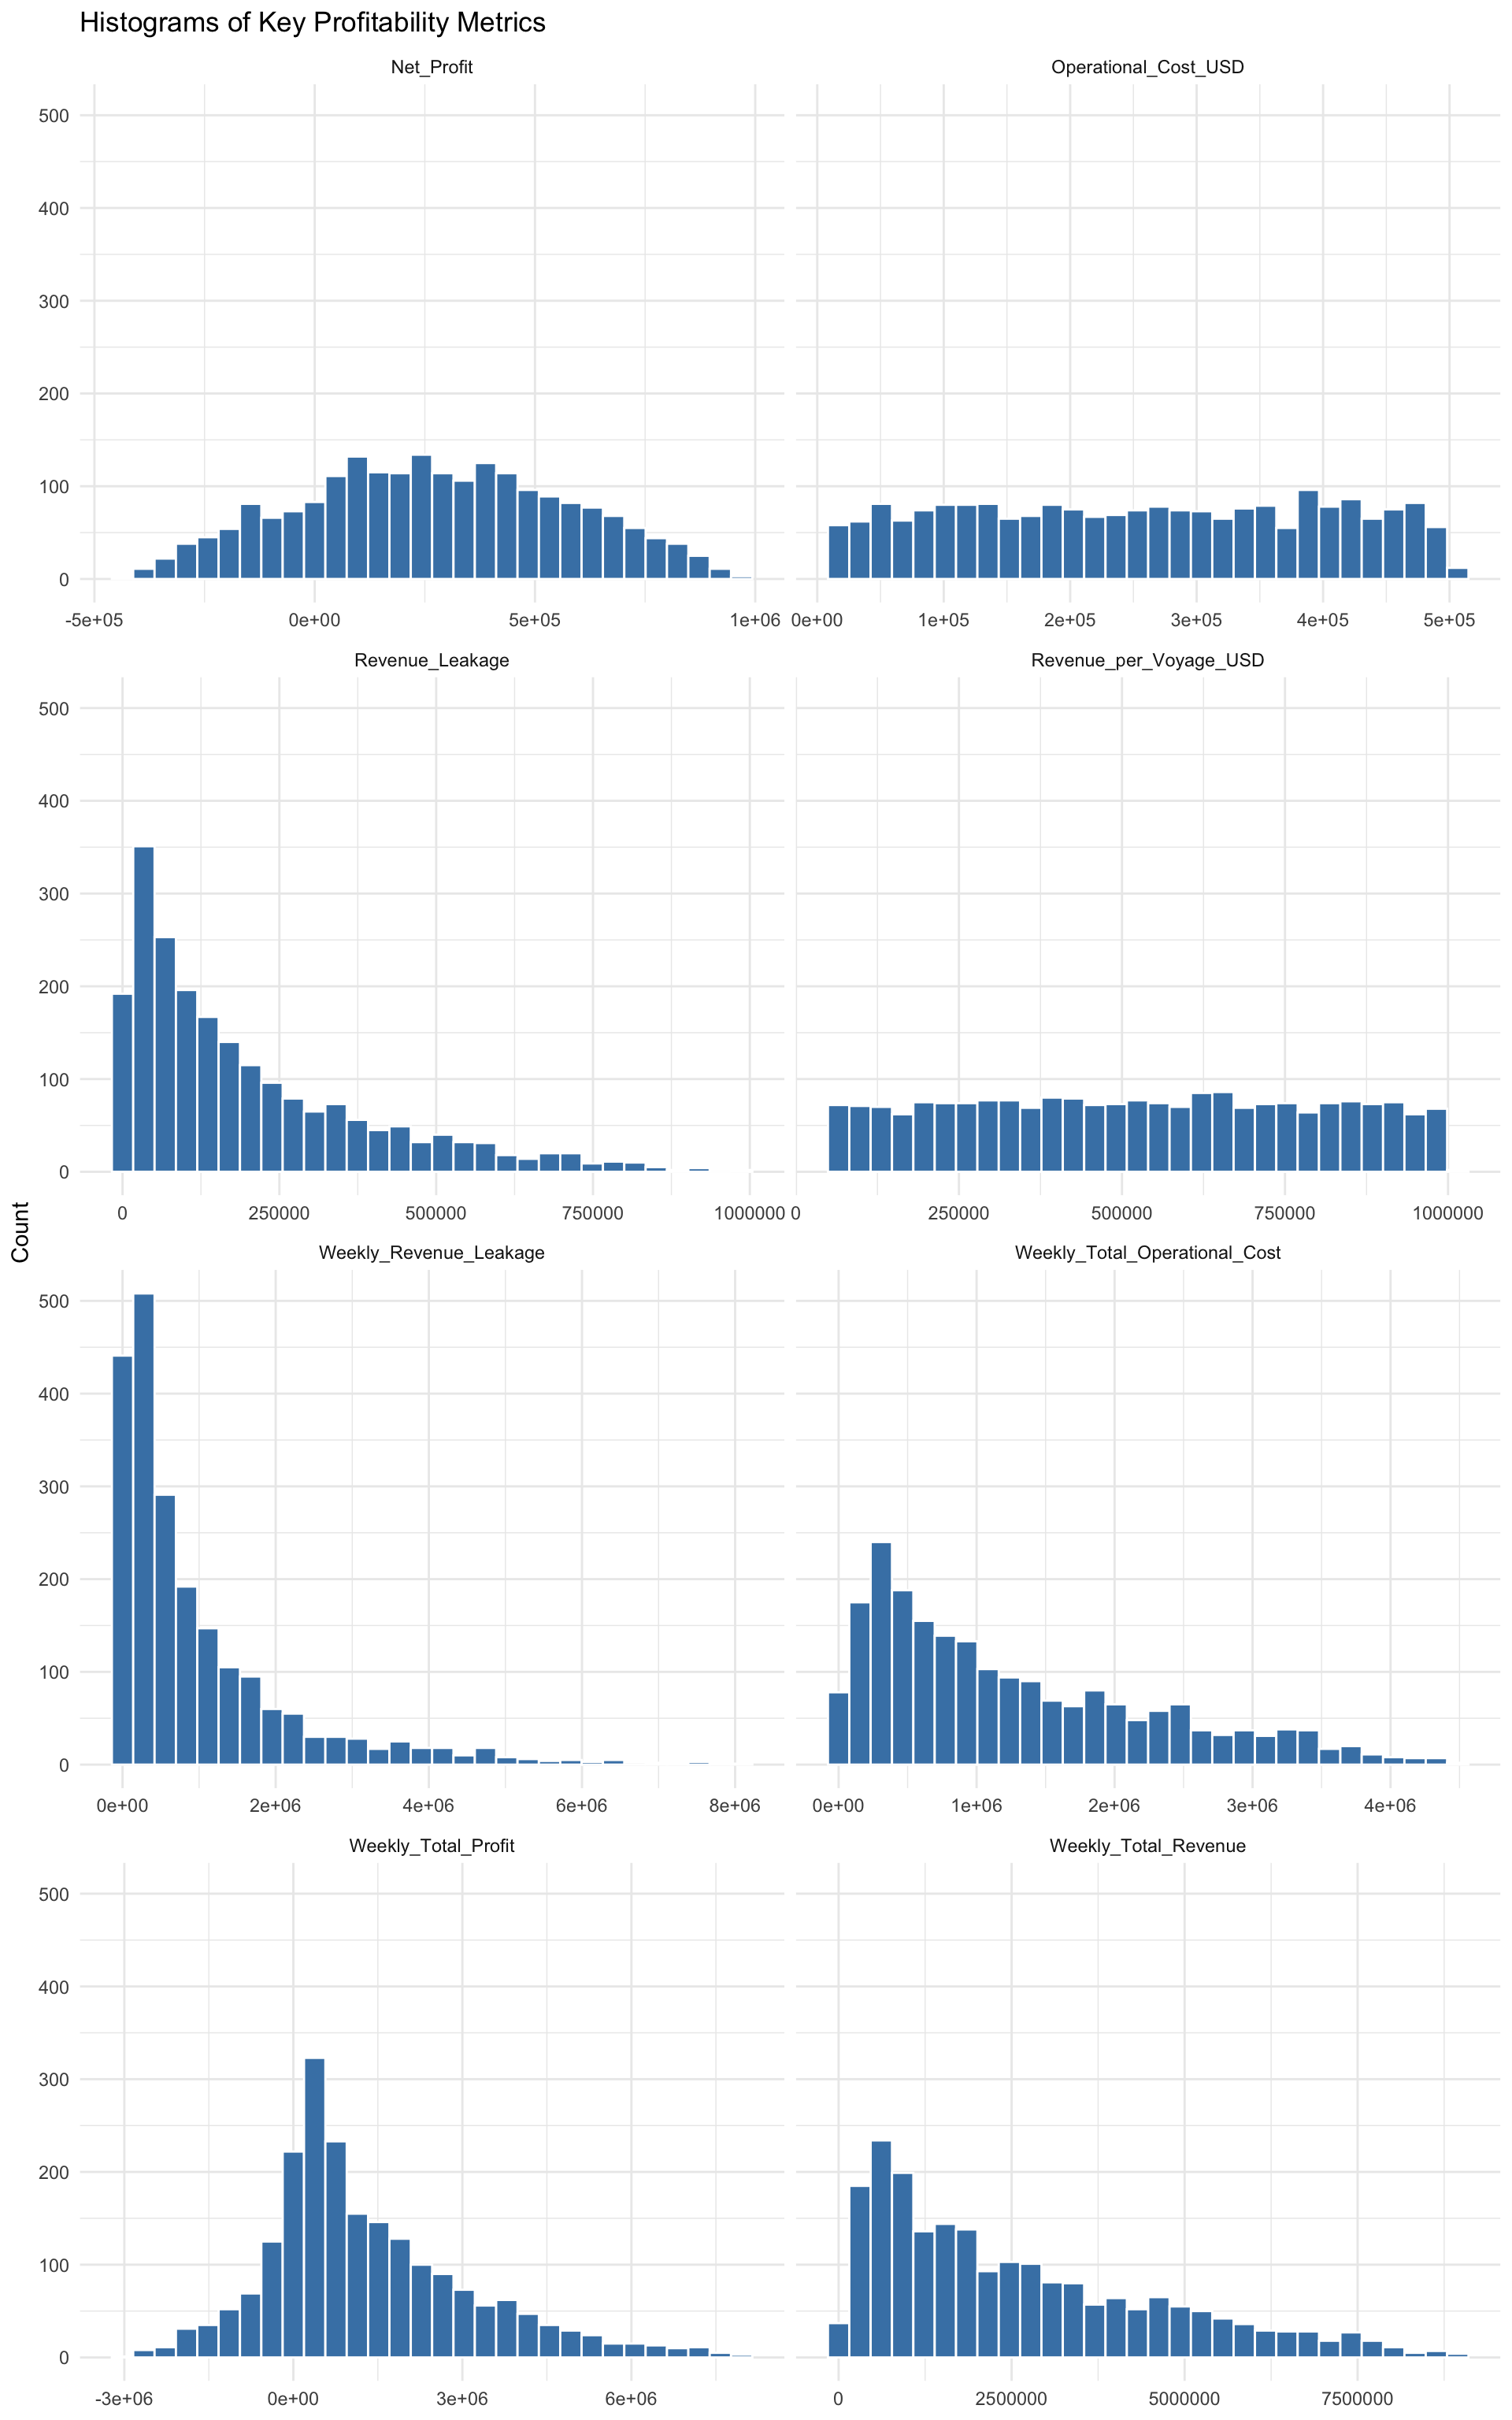 Histograms of Key Profitability Metrics
Net_Profit Operational_Cost_USD
500
400
300
200
100
0
-5e+05 0e+00 5e+05 1e+06 0e+00 1e+05 2e+05 3e+05 4e+05 5e+05
Revenue_Leakage Revenue_per_Voyage_USD
500
400
300
200
100
0
0 250000 500000 750000 1000000 0 250000 500000 750000 1000000
Count
Weekly_Revenue_Leakage Weekly_Total_Operational_Cost
500
400
300
200
100
0
0e+00 2e+06 4e+06 6e+06 8e+06 0e+00 1e+06 2e+06 3e+06 4e+06
Weekly_Total_Profit Weekly_Total_Revenue
500
400
300
200
100
0
-3e+06 0e+00 3e+06 6e+06 0 2500000 5000000 7500000